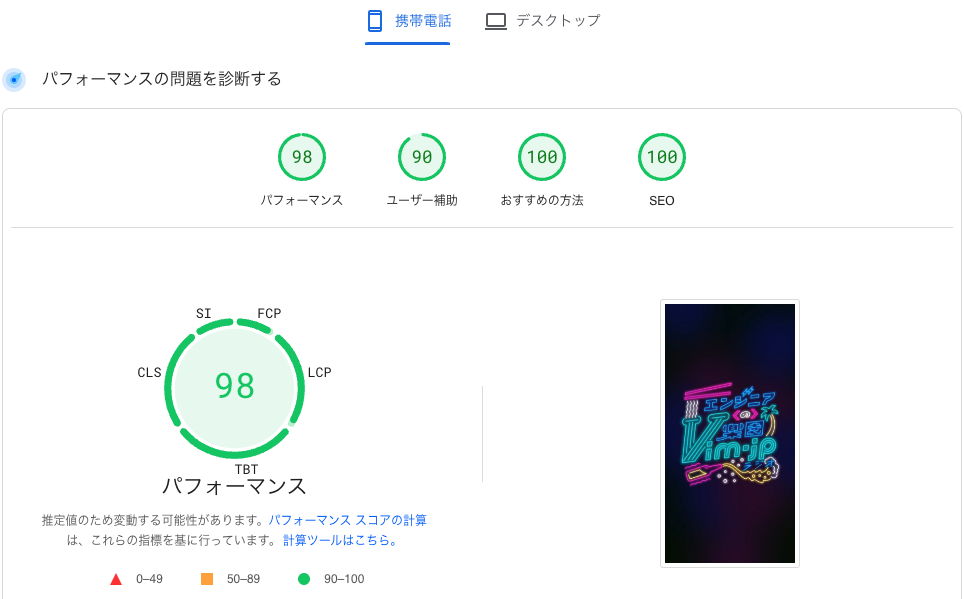 携帯電話
デスクトップ
パフォーマンスの問題を診断する
98
90
100
100
パフォーマンス
ユーザー補助
おすすめの方法
SEO
SI
FCP
CLS
LCP
98
TBT
パフォーマンス
推定値のため変動する可能性があります。パフォーマンス スコアの計算
は、これらの指標を基に行っています。計算ツールはこちら。
0–49
50–89
90–100
エンジニア
Vim-jp
ラジオ